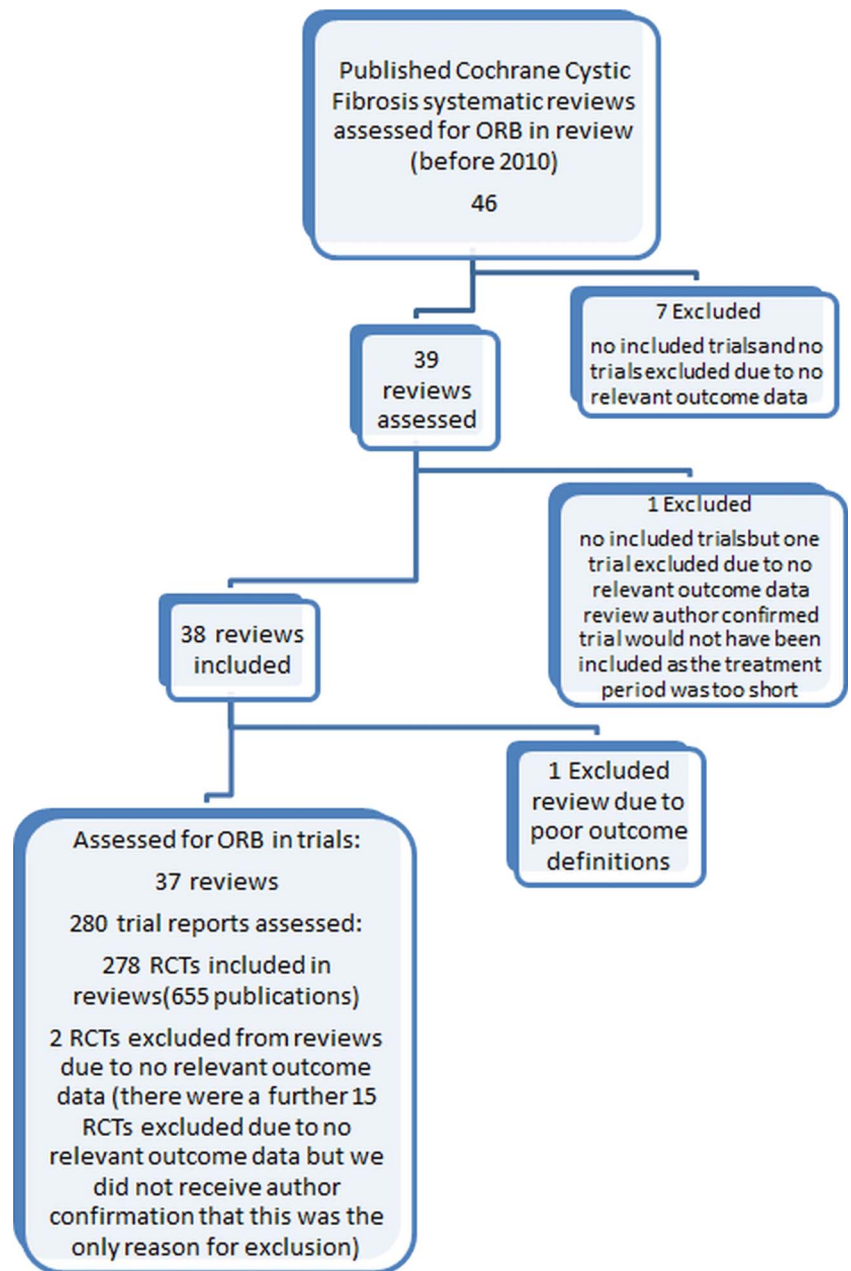 Published Cochrane Cystic
Fibrosis systematic reviews
assessed for ORB in review
(before 2010)
46
7 Excluded
no included trialsand no
trials excluded due to no
relevant outcome data
39
reviews
assessed
1 Excluded
no included trialsbut one
trial excluded due to no
relevant outcome data
review author confirmed
trial would not have been
included as the treatment
period was too short
38 reviews
included
1 Excluded
review due to
poor outcome
definitions
Assessed for ORB in trials:
37 reviews
280 trial reports assessed:
278 RCTs included in
reviews(655 publications)
2 RCTs excluded from reviews
due to no relevant outcome
data (there were a further 15
RCTs excluded due to no
relevant outcome data but we
did not receive author
confirmation that this was the
only reason for exclusion)